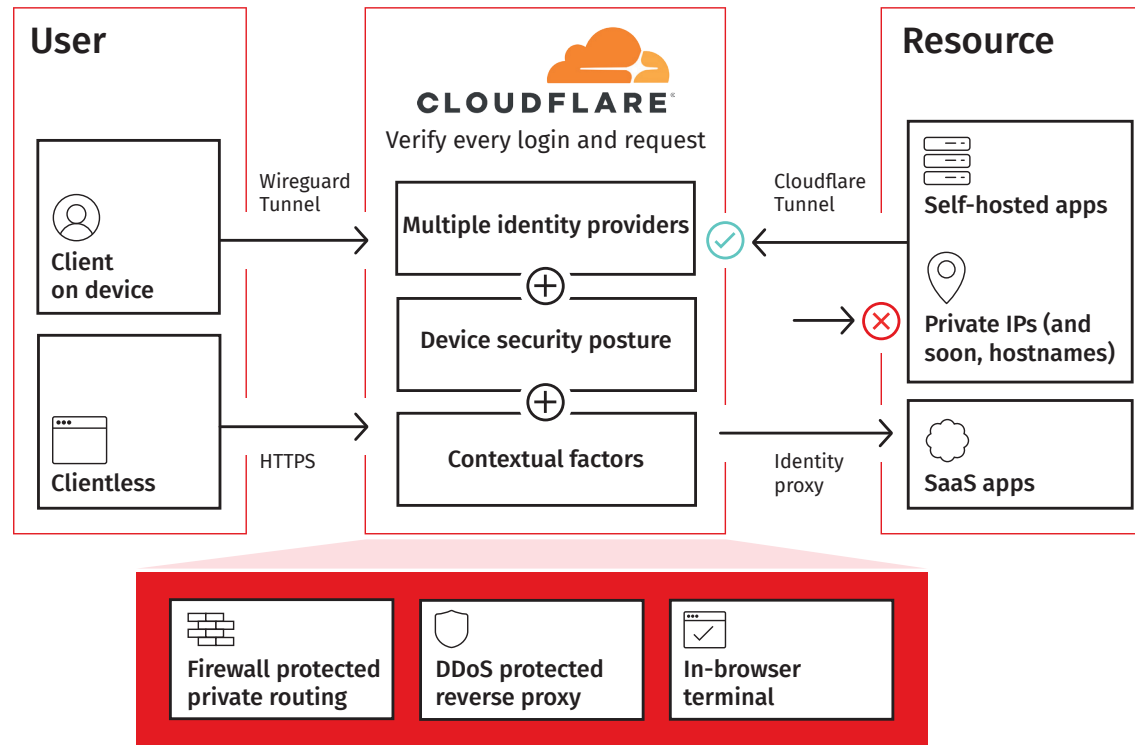 User
CLOUDFLARE
Verify every login and request
Resource
Client
on device
Clientless
Wireguard
Tunnel
HTTPS
Multiple identity providers
Device security posture
Contextual factors
Cloudflare
Tunnel
Identity
proxy
Self-hosted apps
Private IPs (and
soon, hostnames)
SaaS apps
Firewall protected
private routing
DDoS protected
reverse proxy
In-browser
terminal